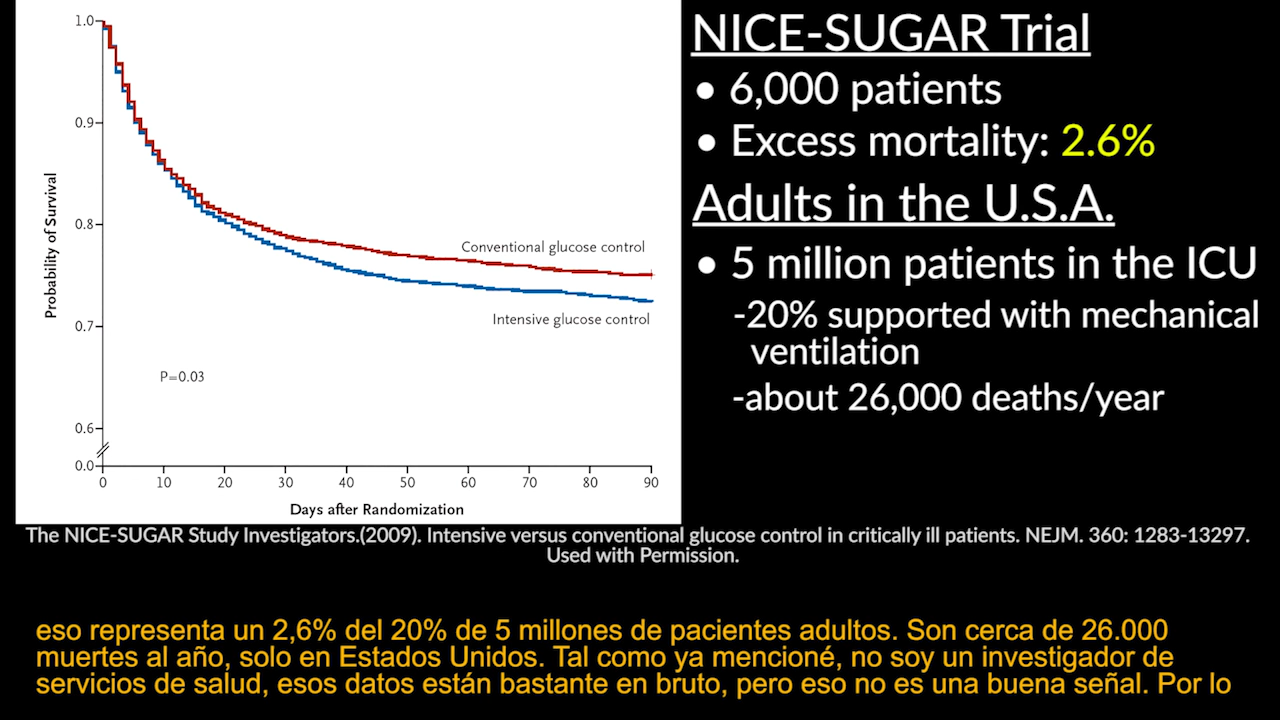 1.0
0.9
0.8
0.7
0.6
0.0
Probability of Survival
Conventional glucose control
Intensive glucose control
P=0.03
0 10 20 30 40 50 60 70 80 90
Days after Randomization
NICE-SUGAR Trial
• 6,000 patients
• Excess mortality: 2.6%
Adults in the U.S.A.
• 5 million patients in the ICU
-20% supported with mechanical
ventilation
-about 26,000 deaths/year
The NICE-SUGAR Study Investigators.(2009). Intensive versus conventional glucose control in critically ill patients. NEJM. 360: 1283-13297.
Used with Permission.
eso representa un 2,6% del 20% de 5 millones de pacientes adultos. Son cerca de 26.000
muertes al año, solo en Estados Unidos. Tal como ya mencioné, no soy un investigador de
servicios de salud, esos datos están bastante en bruto, pero eso no es una buena señal. Por lo